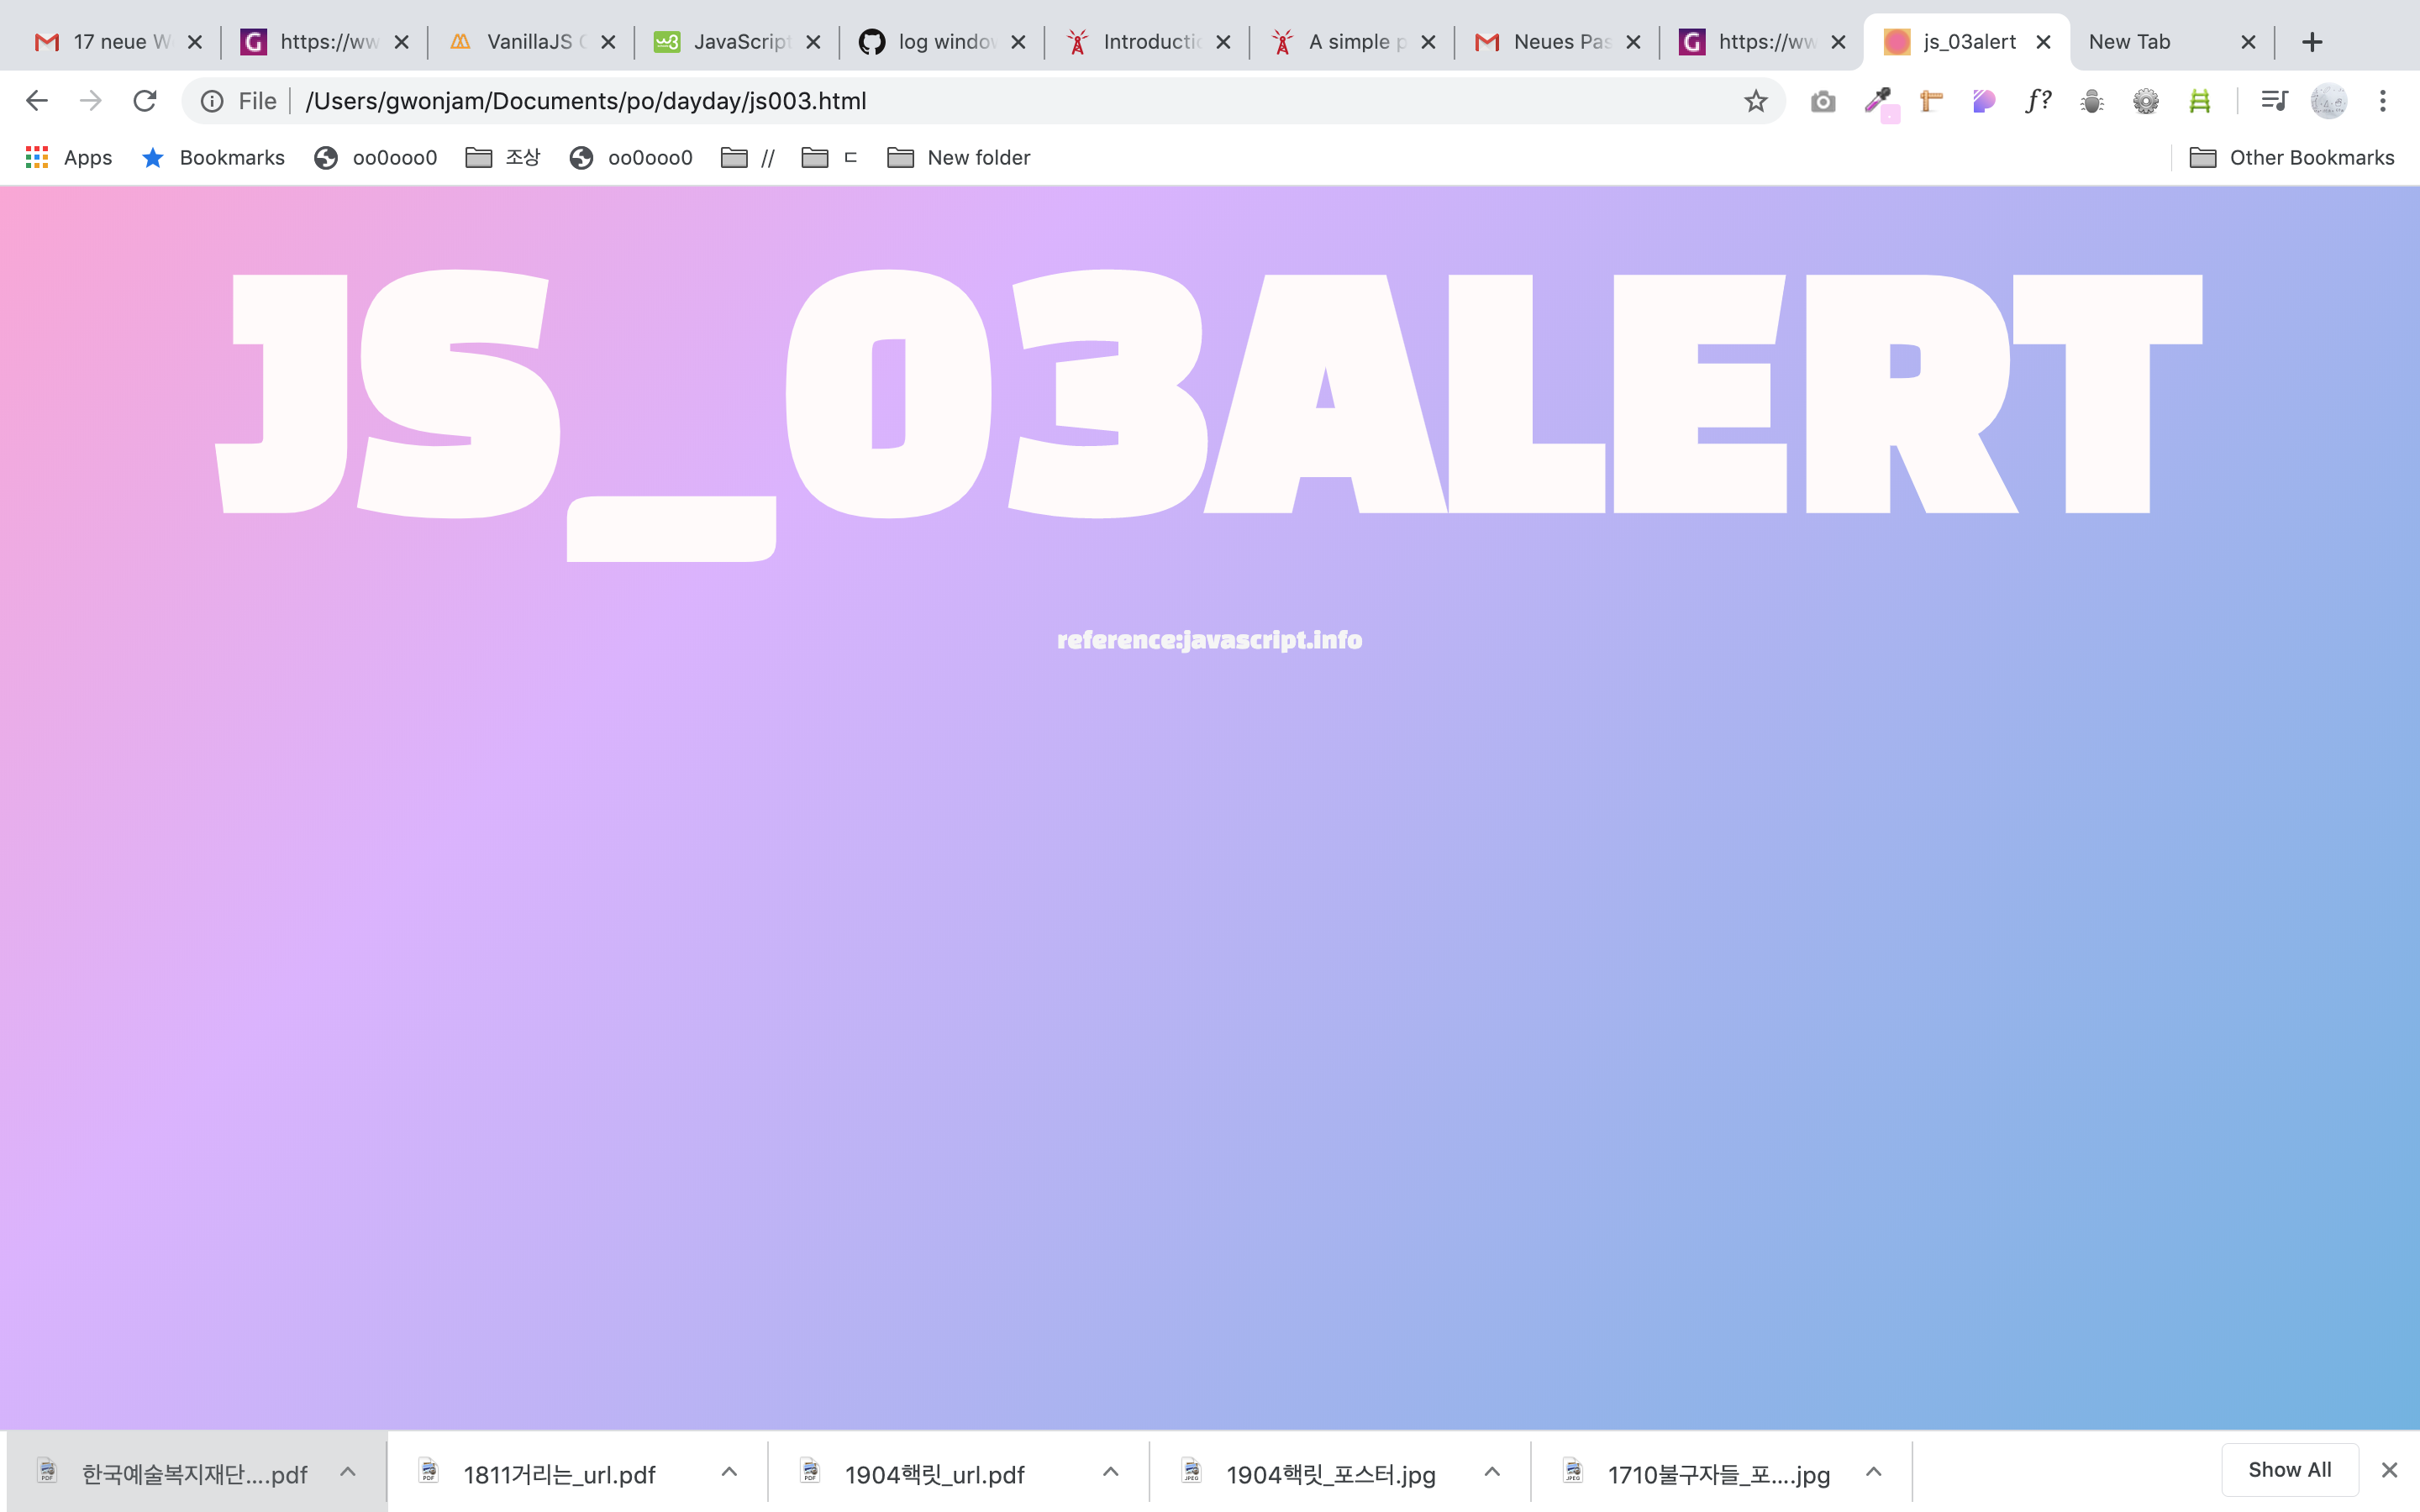 17 neue W
https://ww
VanillaJS
JavaScript
log window
Introductio
A simple p
Neues Pas
https://ww
js_03alert
New Tab
File
/Users/gwonjam/Documents/po/dayday/js003.html
f?
Apps
Bookmarks
oo0ooo0
조상
oo0ooo0
//
ㄷ
New folder
Other Bookmarks
JS_03ALERT
reference:javascript.info
한국예술복지재단....pdf
1811거리는_url.pdf
1904핵릿_url.pdf
1904핵릿_포스터.jpg
1710불구자들_포....jpg
Show All